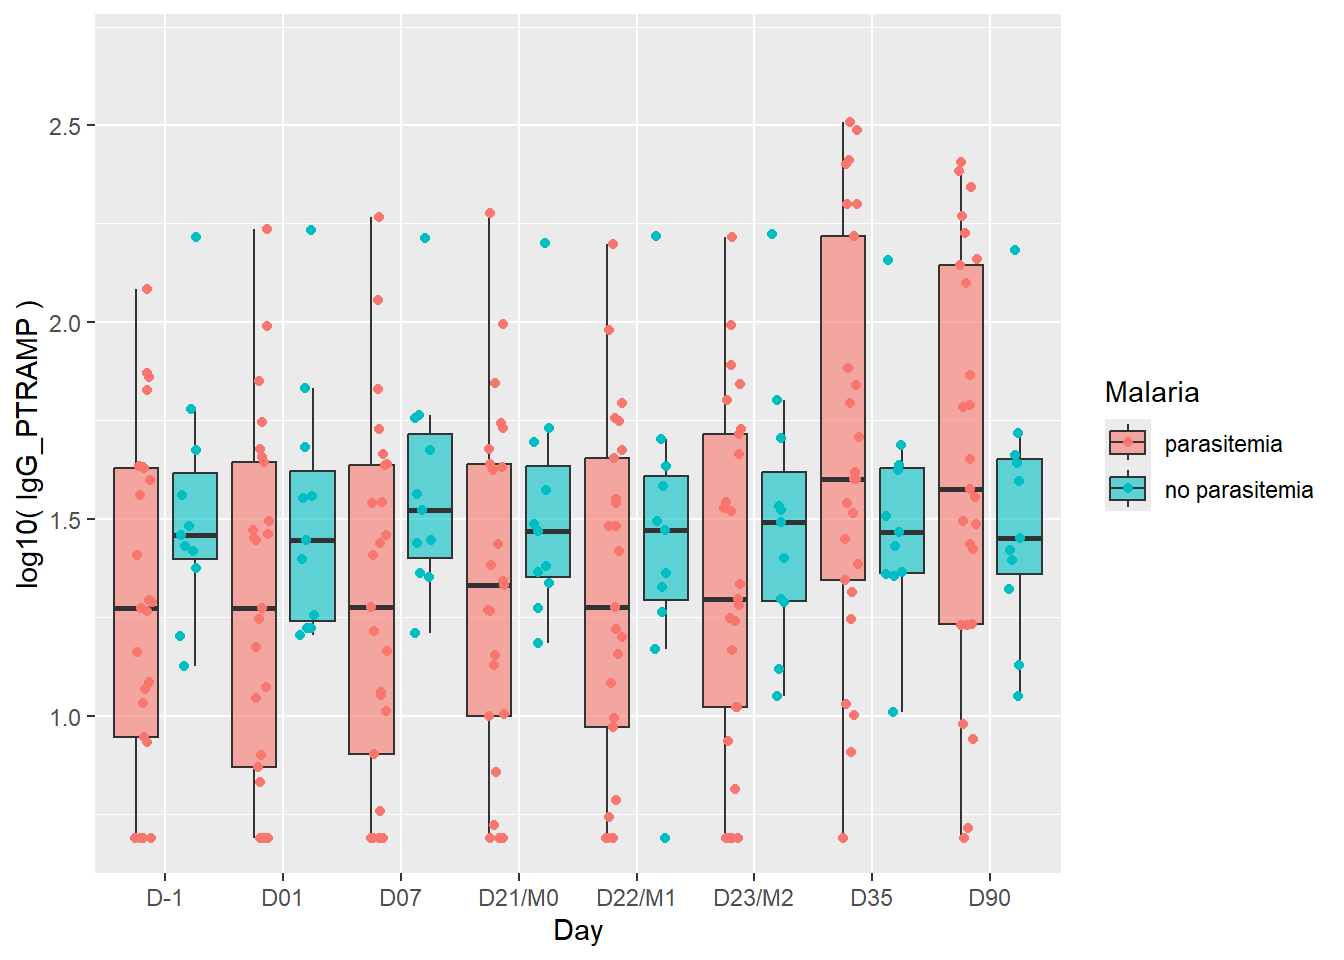 2.5
2.0
1.5
1.0
log10( IgG_PTRAMP )
D-1 D01 D07 D21/M0 D22/M1 D23/M2 D35 D90
Day
Malaria
parasitemia
no parasitemia